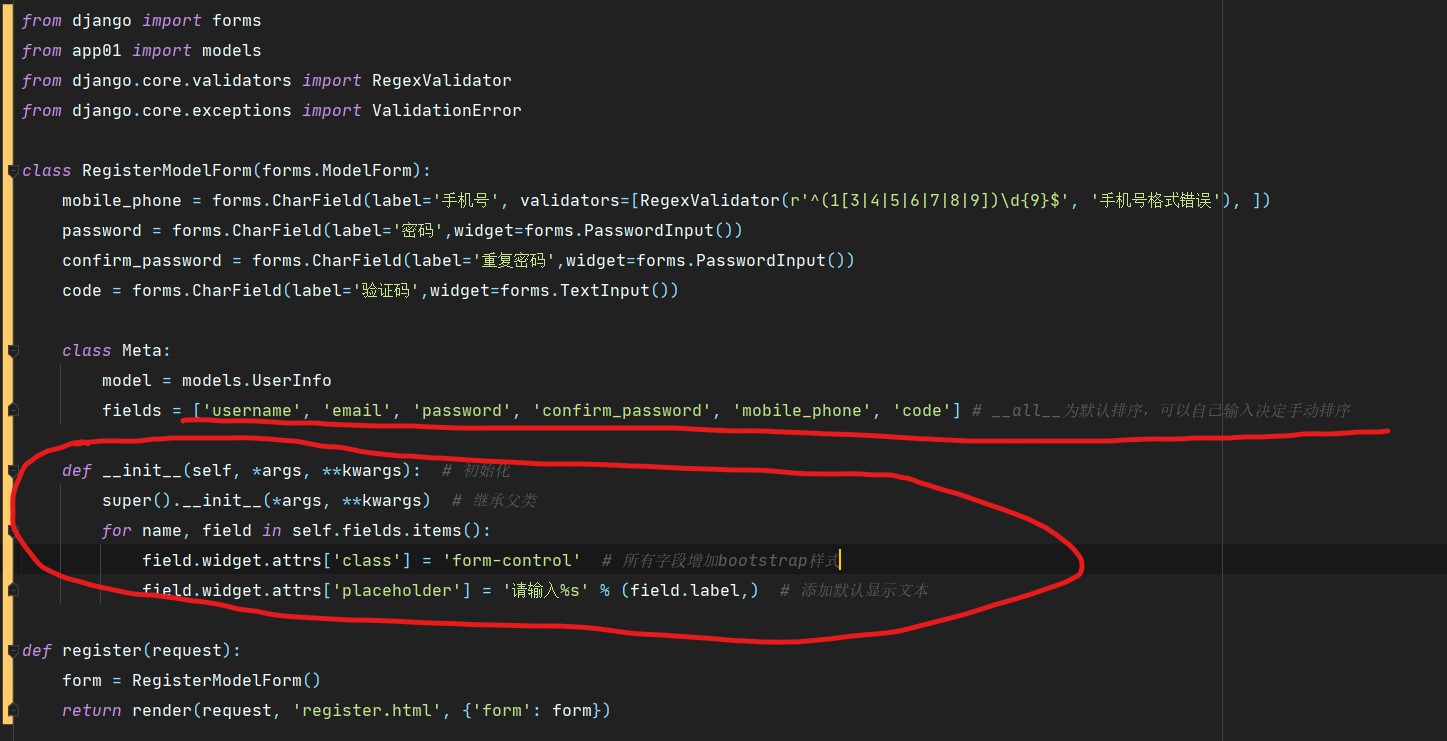 from django import forms
from app01 import models
from django.core.validators import RegexValidator
from django.core.exceptions import ValidationError
class RegisterModelForm(forms.ModelForm):
mobile_phone = forms.CharField(label='手机号', validators=[RegexValidator(r'^(1[3|4|5|6|7|8|9])\d{9}$', '手机号格式错误'), ])
password = forms.CharField(label='密码',widget=forms.PasswordInput())
confirm_password = forms.CharField(label='重复密码',widget=forms.PasswordInput())
code = forms.CharField(label='验证码',widget=forms.TextInput())
class Meta:
model = models.UserInfo
fields = ['username', 'email', 'password', 'confirm_password', 'mobile_phone', 'code'] # __all__为默认排序，可以自己输入决定手动排序
def __init__(self, *args, **kwargs):  # 初始化
super().__init__(*args, **kwargs)  # 继承父类
for name, field in self.fields.items():
field.widget.attrs['class'] = 'form-control'  # 所有字段增加bootstrap样式
field.widget.attrs['placeholder'] = '请输入%s' % (field.label,)  # 添加默认显示文本
def register(request):
form = RegisterModelForm()
return render(request, 'register.html', {'form': form})